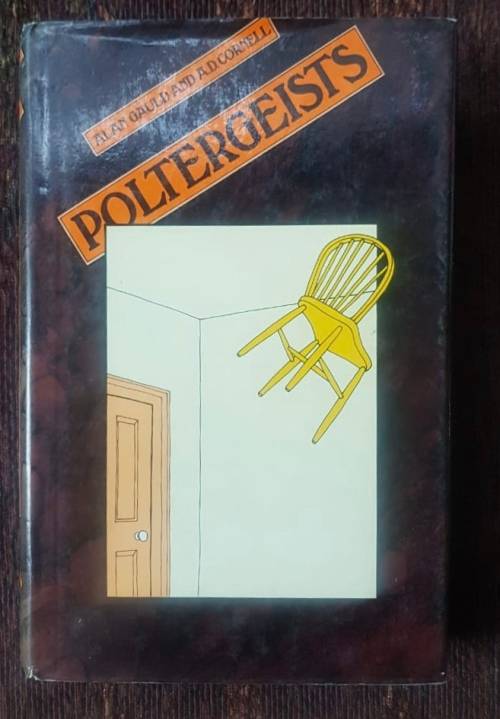 ALAN GAULD AND A.D. CORNELL
POLTERGEISTS